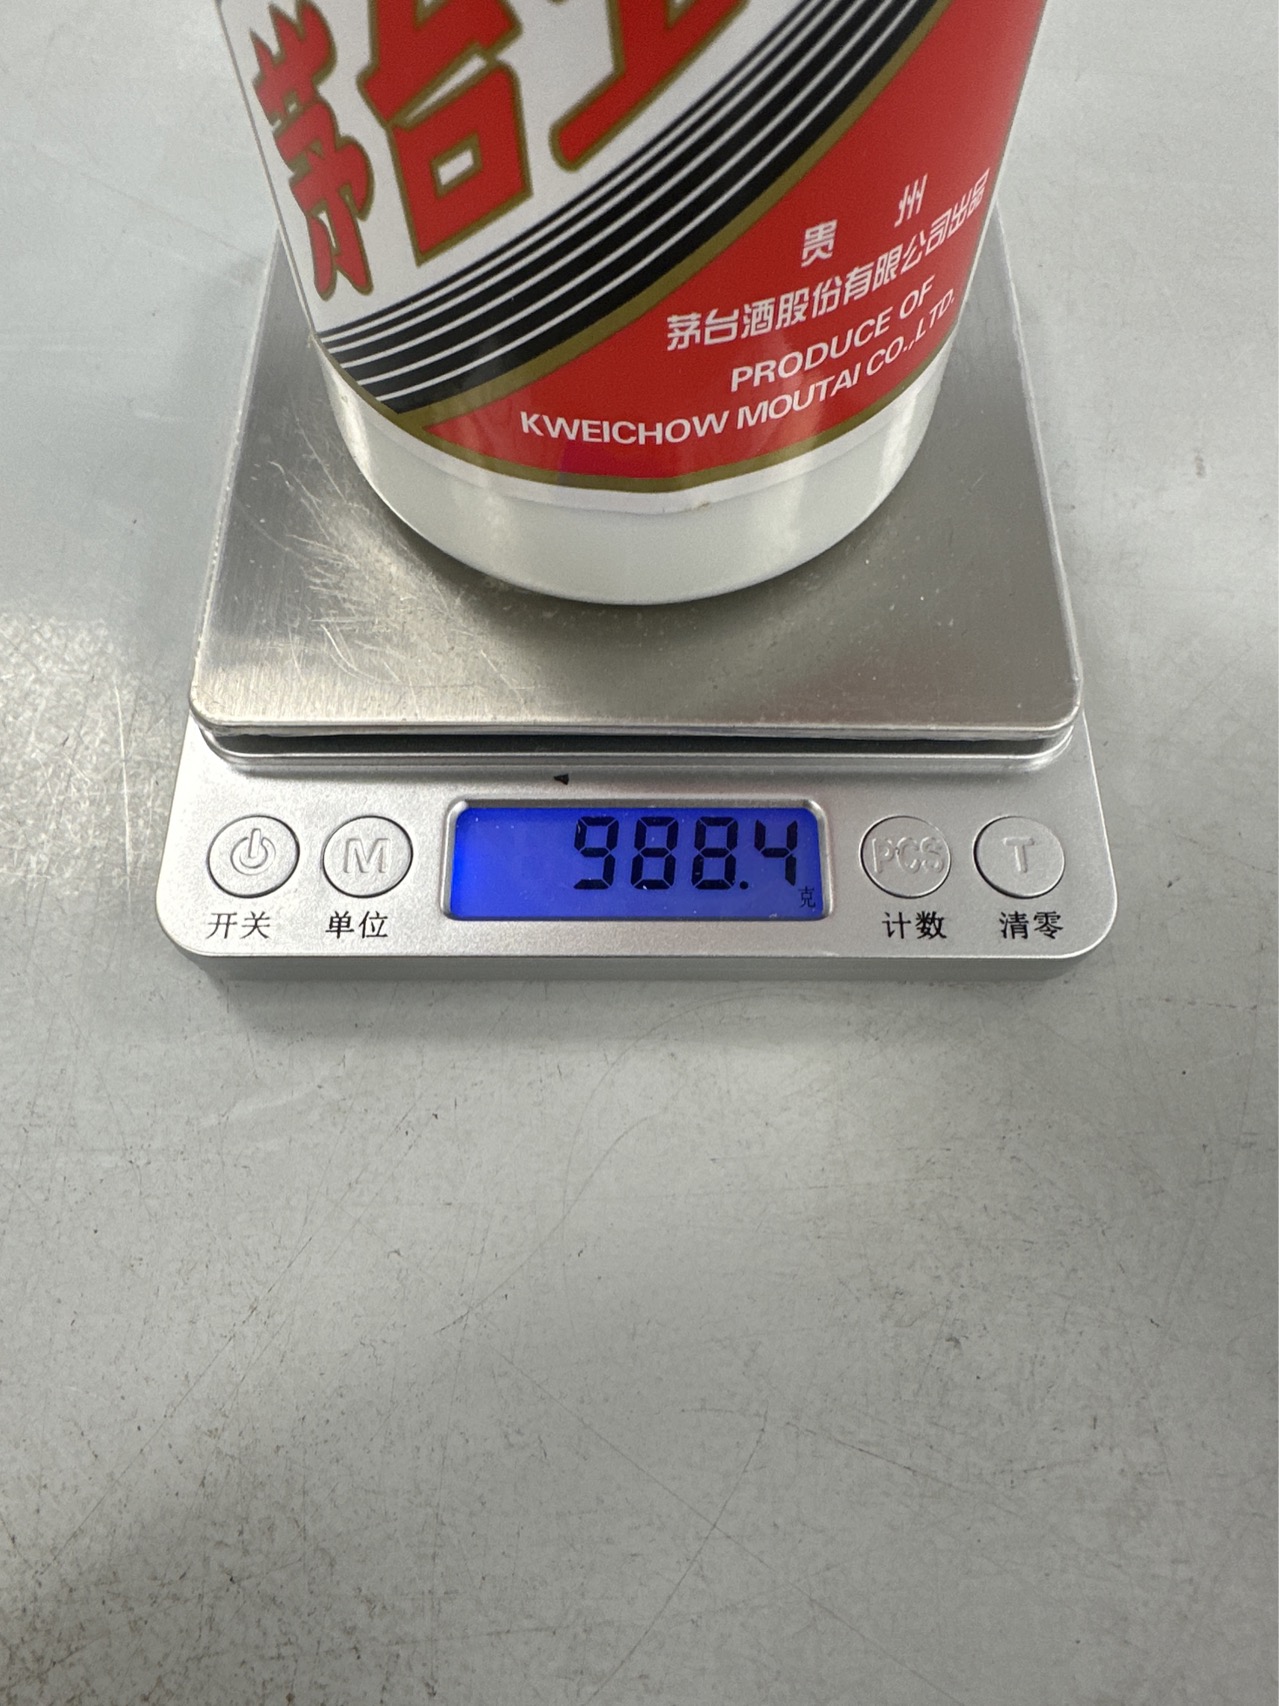 茅台
贵 州
茅台酒股份有限公司出品
PRODUCE OF
KWEICHOW MOUTAI CO.,LTD.
988.4
克
M
PCS
T
开关
单位
计数
清零